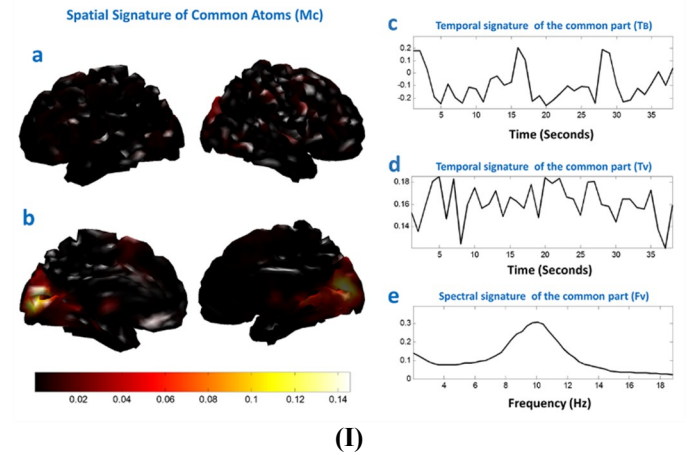 Spatial Signature of Common Atoms (Mc)
a
b
0.02 0.04 0.06 0.08 0.1 0.12 0.14
c
Temporal signature of the common part (TB)
0.2
0.1
0
-0.1
-0.2
5 10 15 20 25 30 35
Time (Seconds)
d
Temporal signature of the common part (Tv)
0.18
0.16
0.14
5 10 15 20 25 30 35
Time (Seconds)
e
Spectral signature of the common part (Fv)
0.3
0.2
0.1
0
4 6 8 10 12 14 16 18
Frequency (Hz)
(I)